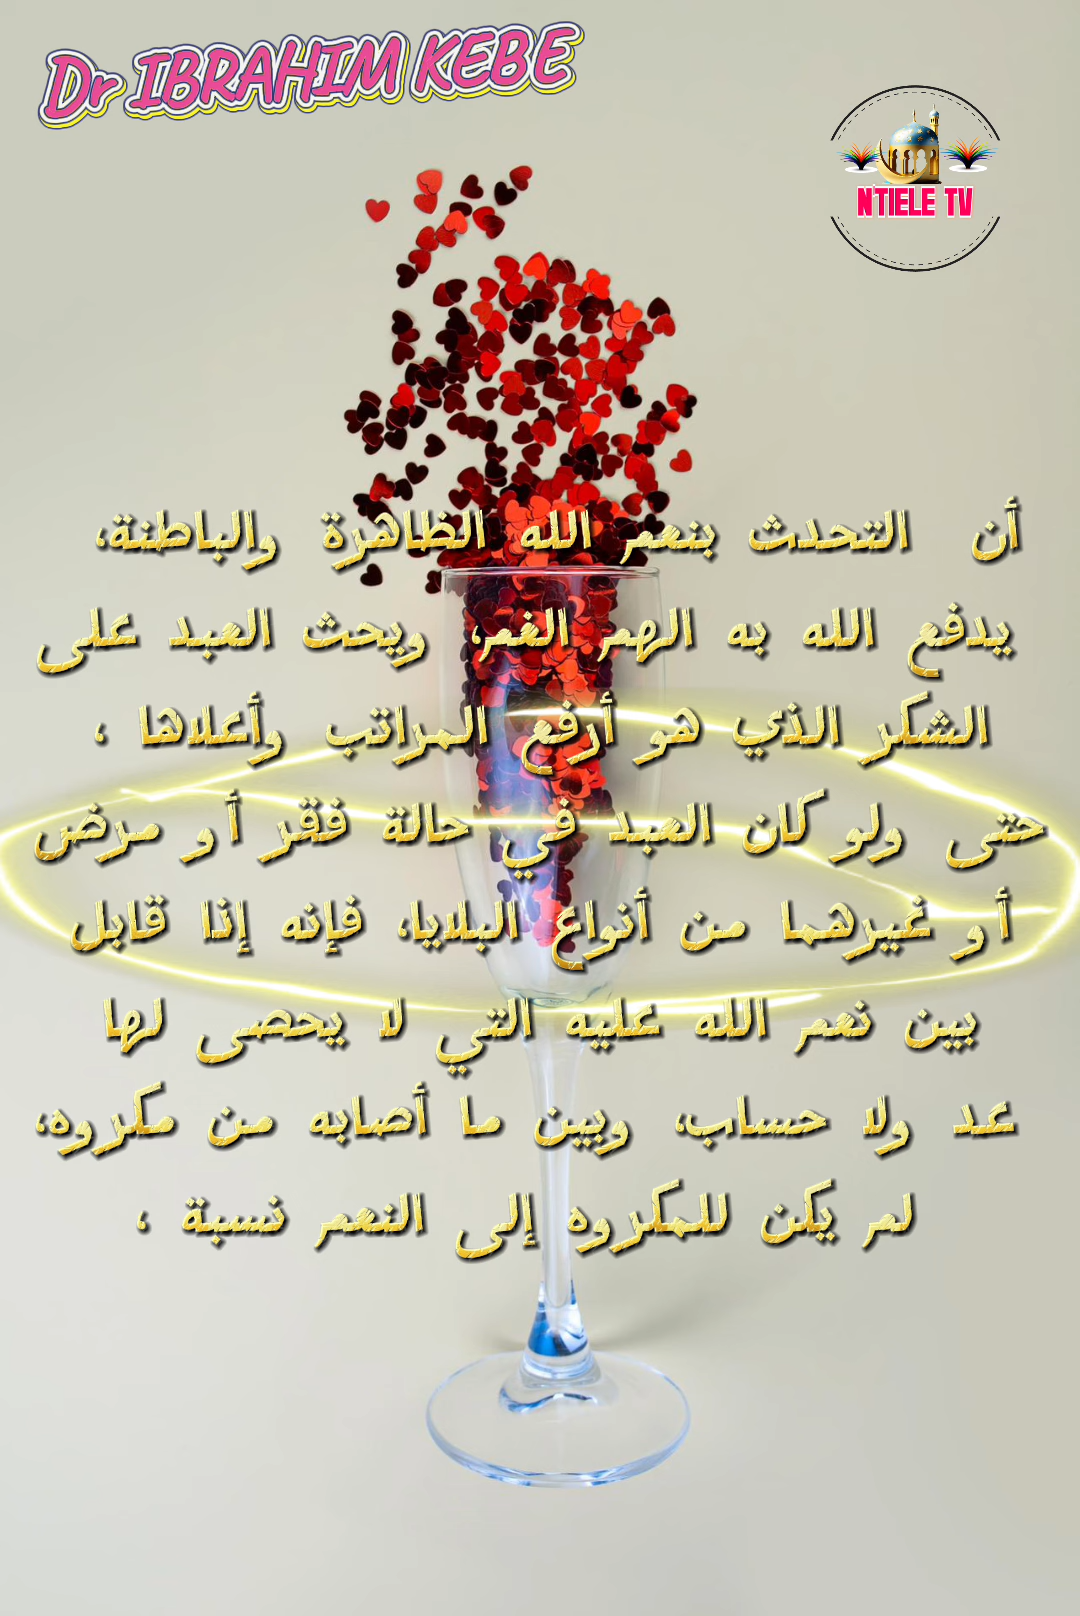 Dr IBRAHIM KEBE
N'TIELE TV
أن التحدث بنعم الله الظاهرة والباطنة،
يدفع الله به الهم الغم، ويحث العبد على
الشكر الذي هو أرفع المراتب وأعلاها ،
حتى ولو كان العبد في حالة فقر أو مرض
أو غيرهما من أنواع البلايا، فإنه إذا قابل
بين نعم الله عليه التي لا يحصى لها
عد ولا حساب، وبين ما أصابه من مكروه،
لم يكن للمكروه إلى النعم نسبة ،